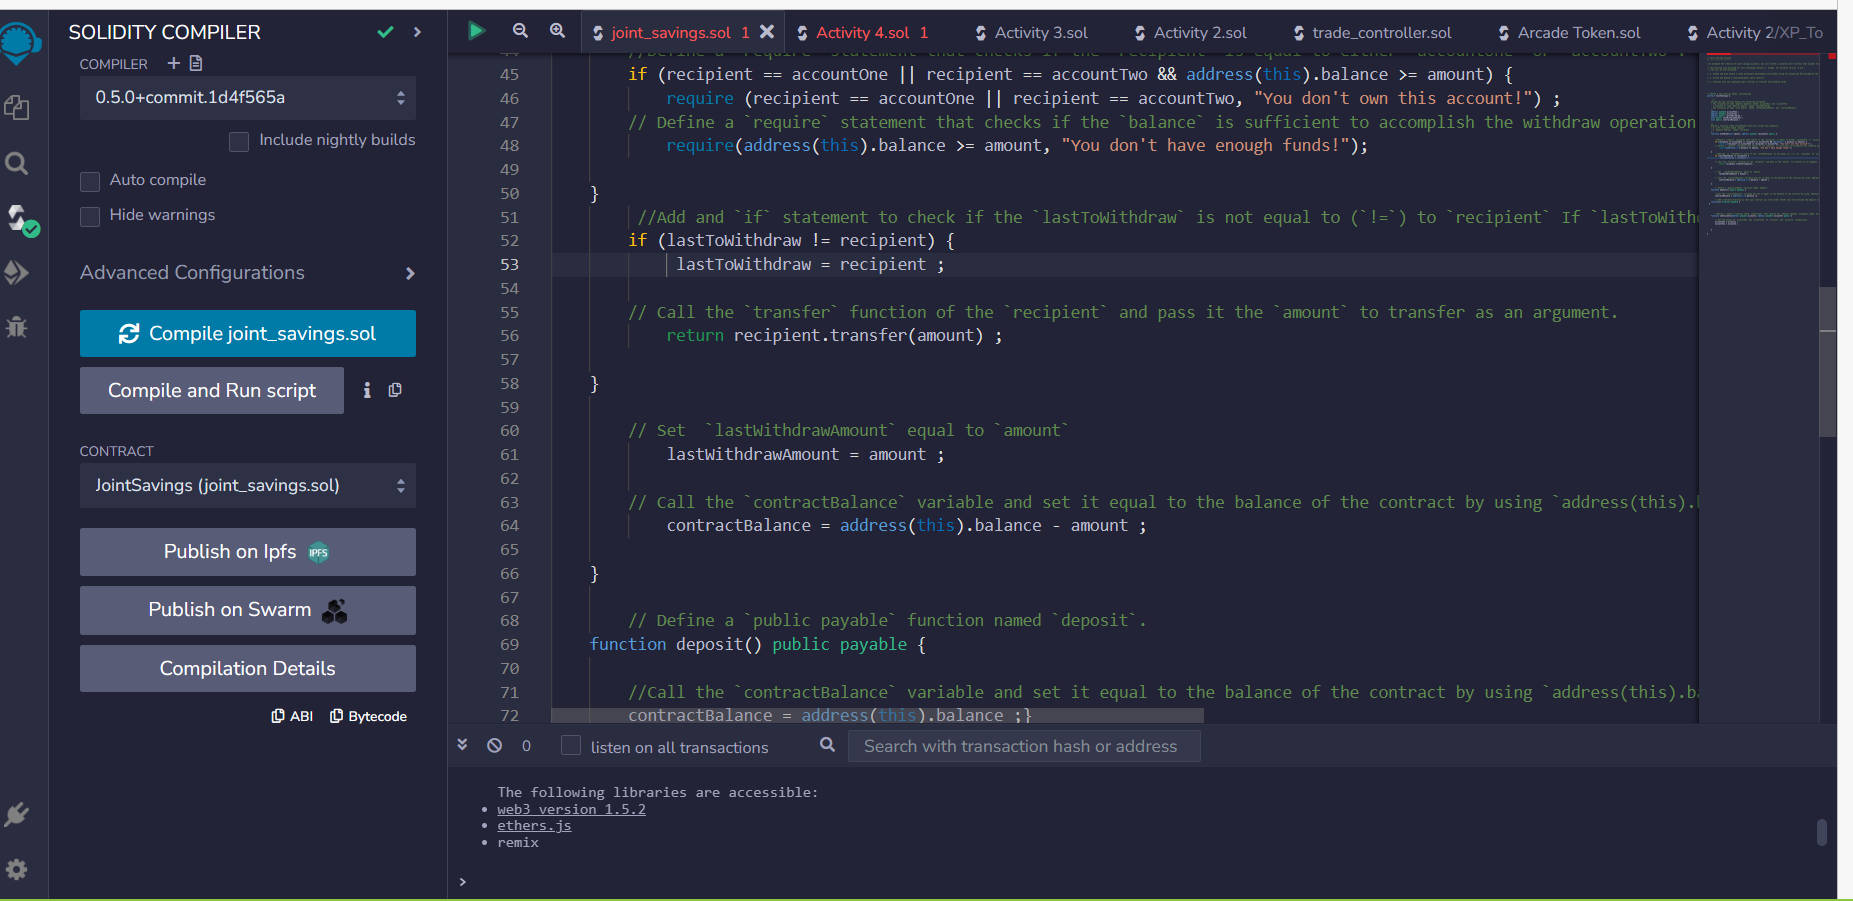 SOLIDITY COMPILER
COMPILER +
0.5.0+commit.1d4f565a
Include nightly builds
Auto compile
Hide warnings
Advanced Configurations
Compile joint_savings.sol
Compile and Run script
CONTRACT
JointSavings (joint_savings.sol)
Publish on Ipfs IPFS
Publish on Swarm
Compilation Details
ABI Bytecode
joint_savings.sol 1 Activity 4.sol 1 Activity 3.sol Activity 2.sol trade_controller.sol Arcade Token.sol Activity 2/XP_To
45 if (recipient == accountOne || recipient == accountTwo && address(this).balance >= amount) {
46 require (recipient == accountOne || recipient == accountTwo, "You don't own this account!") ;
47 // Define a `require` statement that checks if the `balance` is sufficient to accomplish the withdraw operation
48 require(address(this).balance >= amount, "You don't have enough funds!");
49
50 }
51 //Add and `if` statement to check if the `lastToWithdraw` is not equal to (`!=`) to `recipient` If `lastToWith
52 if (lastToWithdraw != recipient) {
53 lastToWithdraw = recipient ;
54
55 // Call the `transfer` function of the `recipient` and pass it the `amount` to transfer as an argument.
56 return recipient.transfer(amount) ;
57
58 }
59
60 // Set  `lastWithdrawAmount` equal to `amount`
61 lastWithdrawAmount = amount ;
62
63 // Call the `contractBalance` variable and set it equal to the balance of the contract by using `address(this).
64 contractBalance = address(this).balance - amount ;
65
66 }
67
68 // Define a `public payable` function named `deposit`.
69 function deposit() public payable {
70
71 //Call the `contractBalance` variable and set it equal to the balance of the contract by using `address(this).ba
72 contractBalance = address(this).balance ;}
0 listen on all transactions Search with transaction hash or address
The following libraries are accessible:
• web3 version 1.5.2
• ethers.js
• remix
>